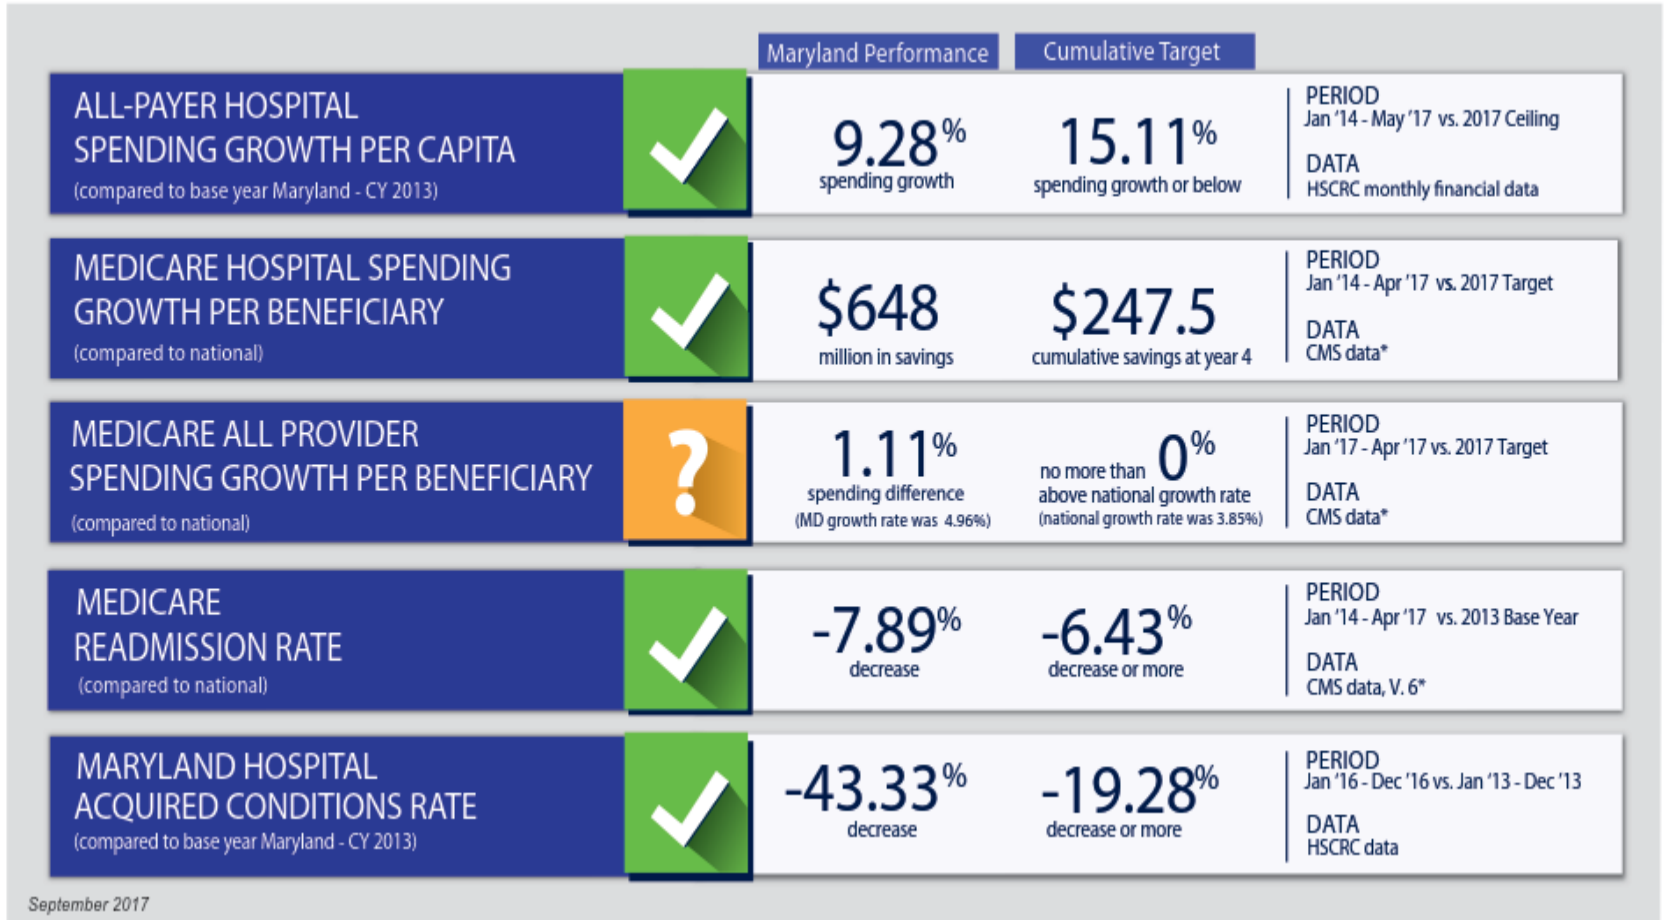 Maryland Performance
Cumulative Target
ALL-PAYER HOSPITAL
SPENDING GROWTH PER CAPITA
(compared to base year Maryland - CY 2013)
9.28%
spending growth
15.11%
spending growth or below
PERIOD
Jan '14 - May '17 vs. 2017 Ceiling
DATA
HSCRC monthly financial data
MEDICARE HOSPITAL SPENDING
GROWTH PER BENEFICIARY
(compared to national)
$648
million in savings
$247.5
cumulative savings at year 4
PERIOD
Jan '14 - Apr '17 vs. 2017 Target
DATA
CMS data*
MEDICARE ALL PROVIDER
SPENDING GROWTH PER BENEFICIARY
(compared to national)
?
1.11%
spending difference
(MD growth rate was 4.96%)
no more than 0%
above national growth rate
(national growth rate was 3.85%)
PERIOD
Jan '17 - Apr '17 vs. 2017 Target
DATA
CMS data*
MEDICARE
READMISSION RATE
(compared to national)
-7.89%
decrease
-6.43%
decrease or more
PERIOD
Jan '14 - Apr '17 vs. 2013 Base Year
DATA
CMS data, V. 6*
MARYLAND HOSPITAL
ACQUIRED CONDITIONS RATE
(compared to base year Maryland - CY 2013)
-43.33%
decrease
-19.28%
decrease or more
PERIOD
Jan '16 - Dec '16 vs. Jan '13 - Dec '13
DATA
HSCRC data
September 2017